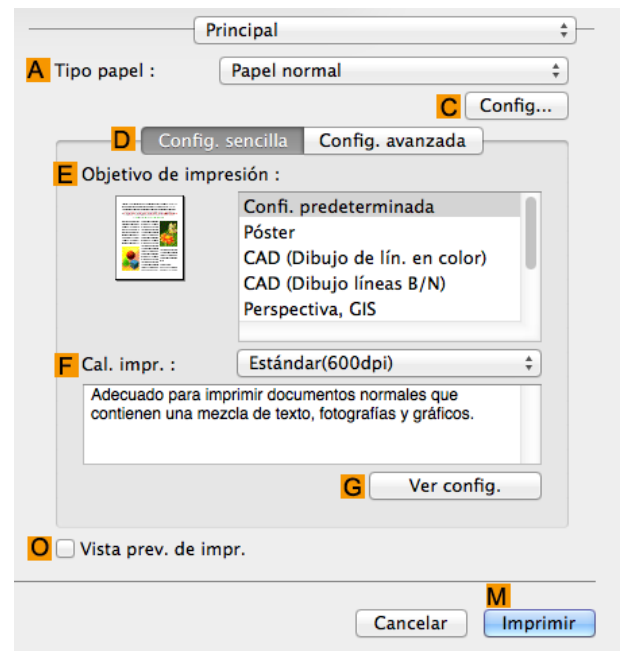 Principal
A Tipo papel : Papel normal
C Config...
D Config. sencilla Config. avanzada
E Objetivo de impresión :
Confi. predeterminada
Póster
CAD (Dibujo de lín. en color)
CAD (Dibujo líneas B/N)
Perspectiva, GIS
F Cal. impr. : Estándar(600dpi)
Adecuado para imprimir documentos normales que
contienen una mezcla de texto, fotografías y gráficos.
G Ver config.
O Vista prev. de impr.
M
Cancelar Imprimir